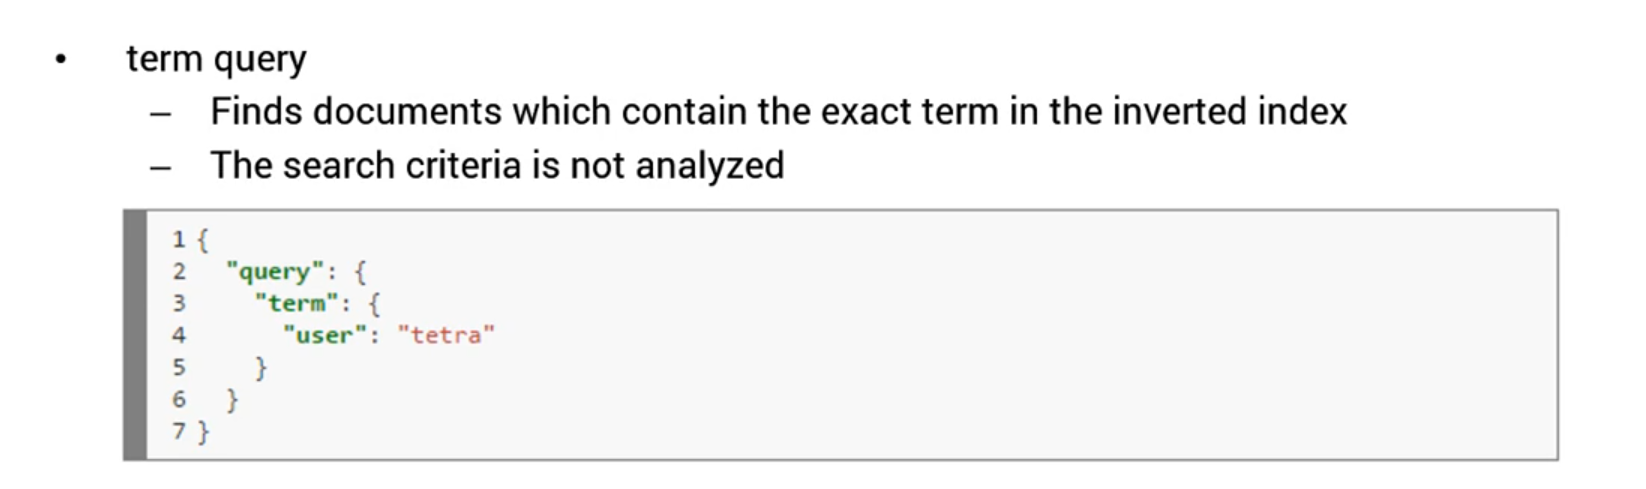 • term query
– Finds documents which contain the exact term in the inverted index
– The search criteria is not analyzed
1 {
2   "query": {
3     "term": {
4       "user": "tetra"
5     }
6   }
7 }